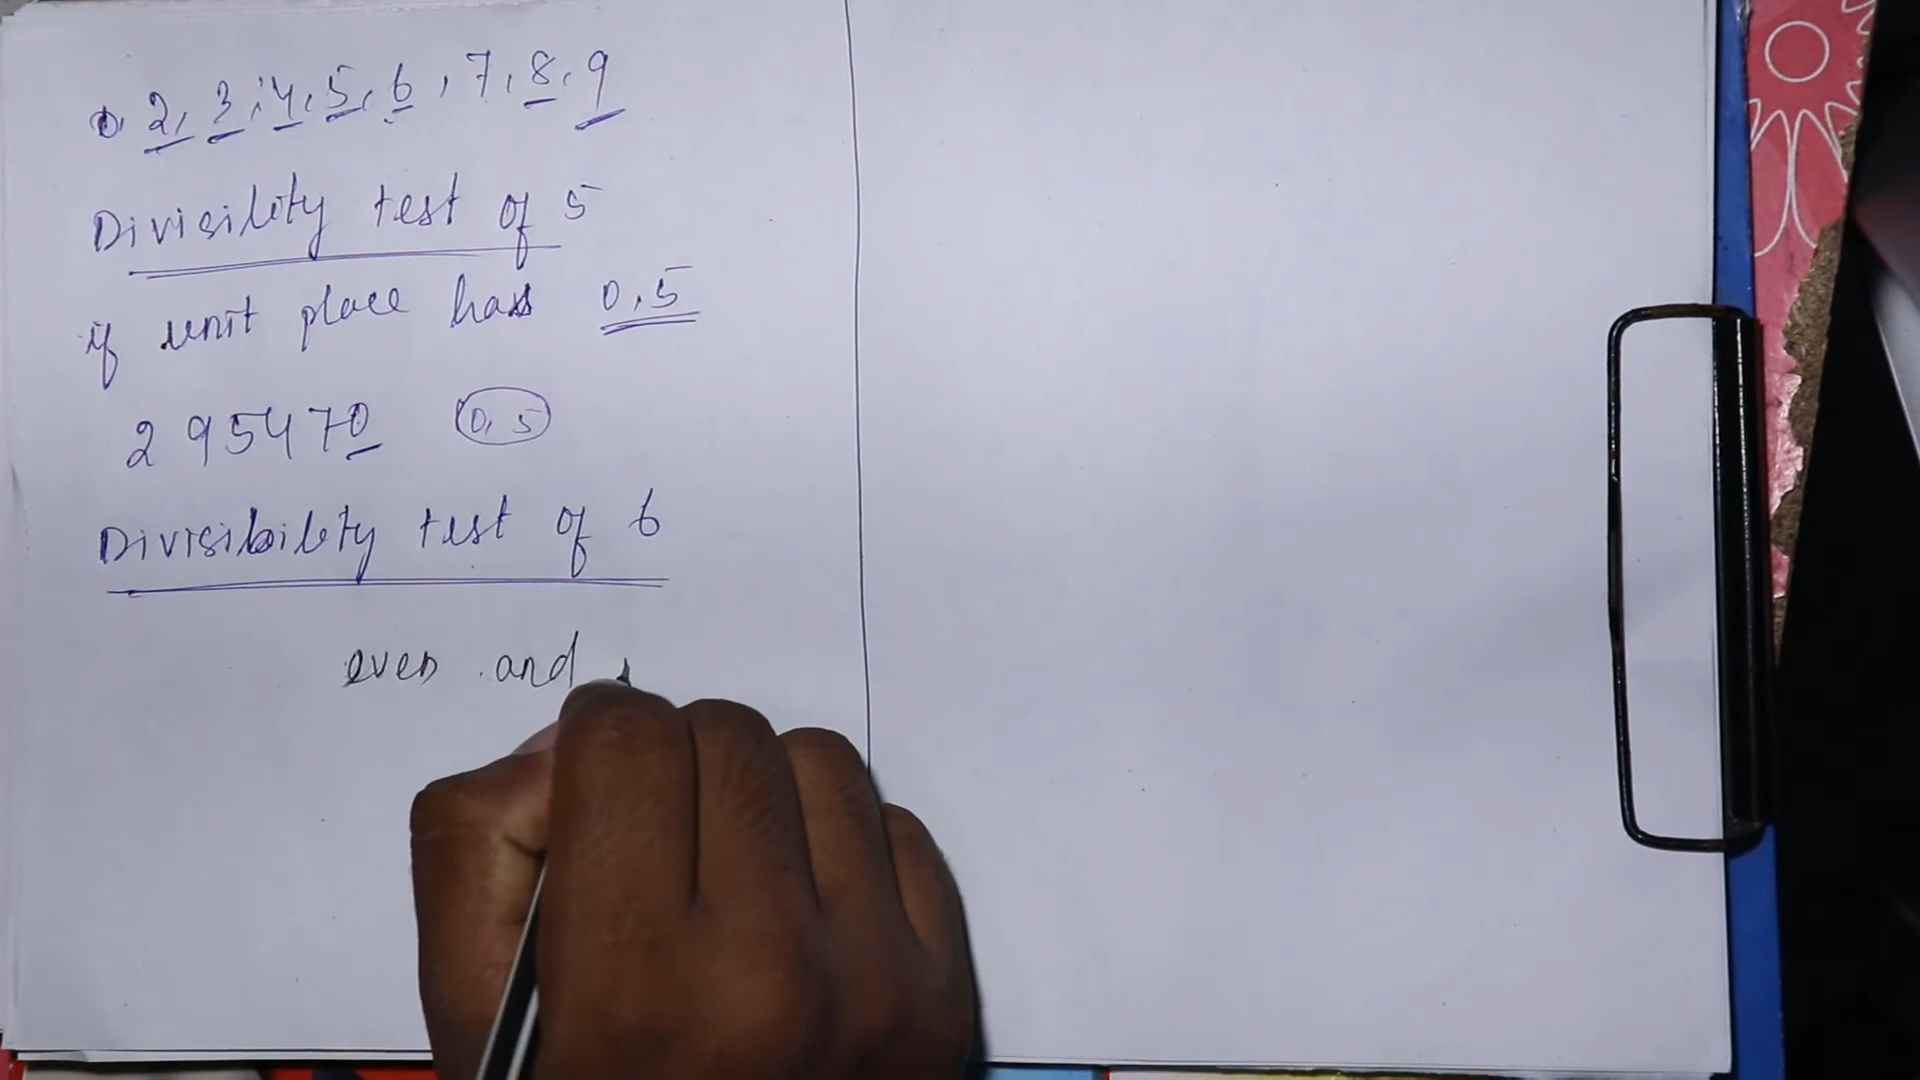 2, 3, 4, 5, 6, 7, 8, 9
Divisility test of 5
if unit place has 0,5
295470 0,5
Divisibility test of 6
even and